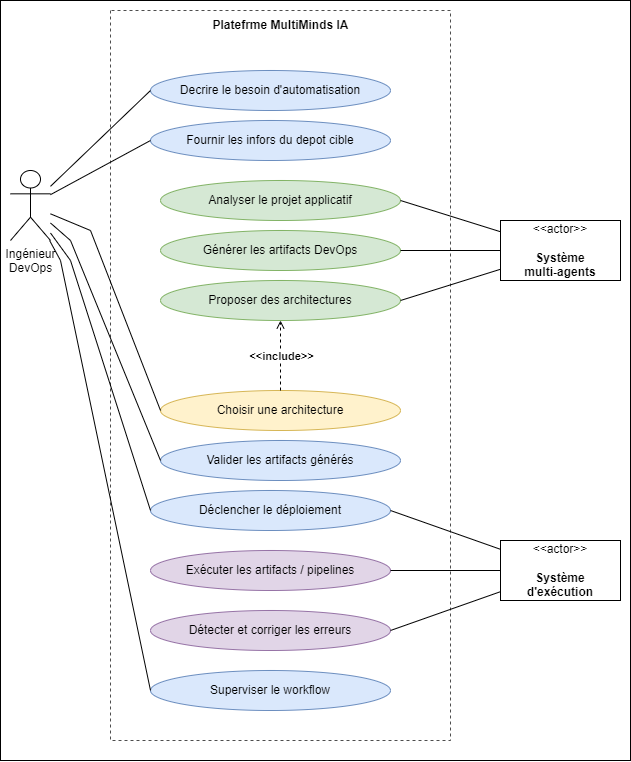 Platefrme MultiMinds IA
Decrire le besoin d'automatisation
Fournir les infors du depot cible
Analyser le projet applicatif
Générer les artifacts DevOps
Proposer des architectures
<<include>>
Choisir une architecture
Valider les artifacts générés
Déclencher le déploiement
Exécuter les artifacts / pipelines
Détecter et corriger les erreurs
Superviser le workflow
Ingénieur
DevOps
<<actor>>
Système
multi-agents
<<actor>>
Système
d'exécution